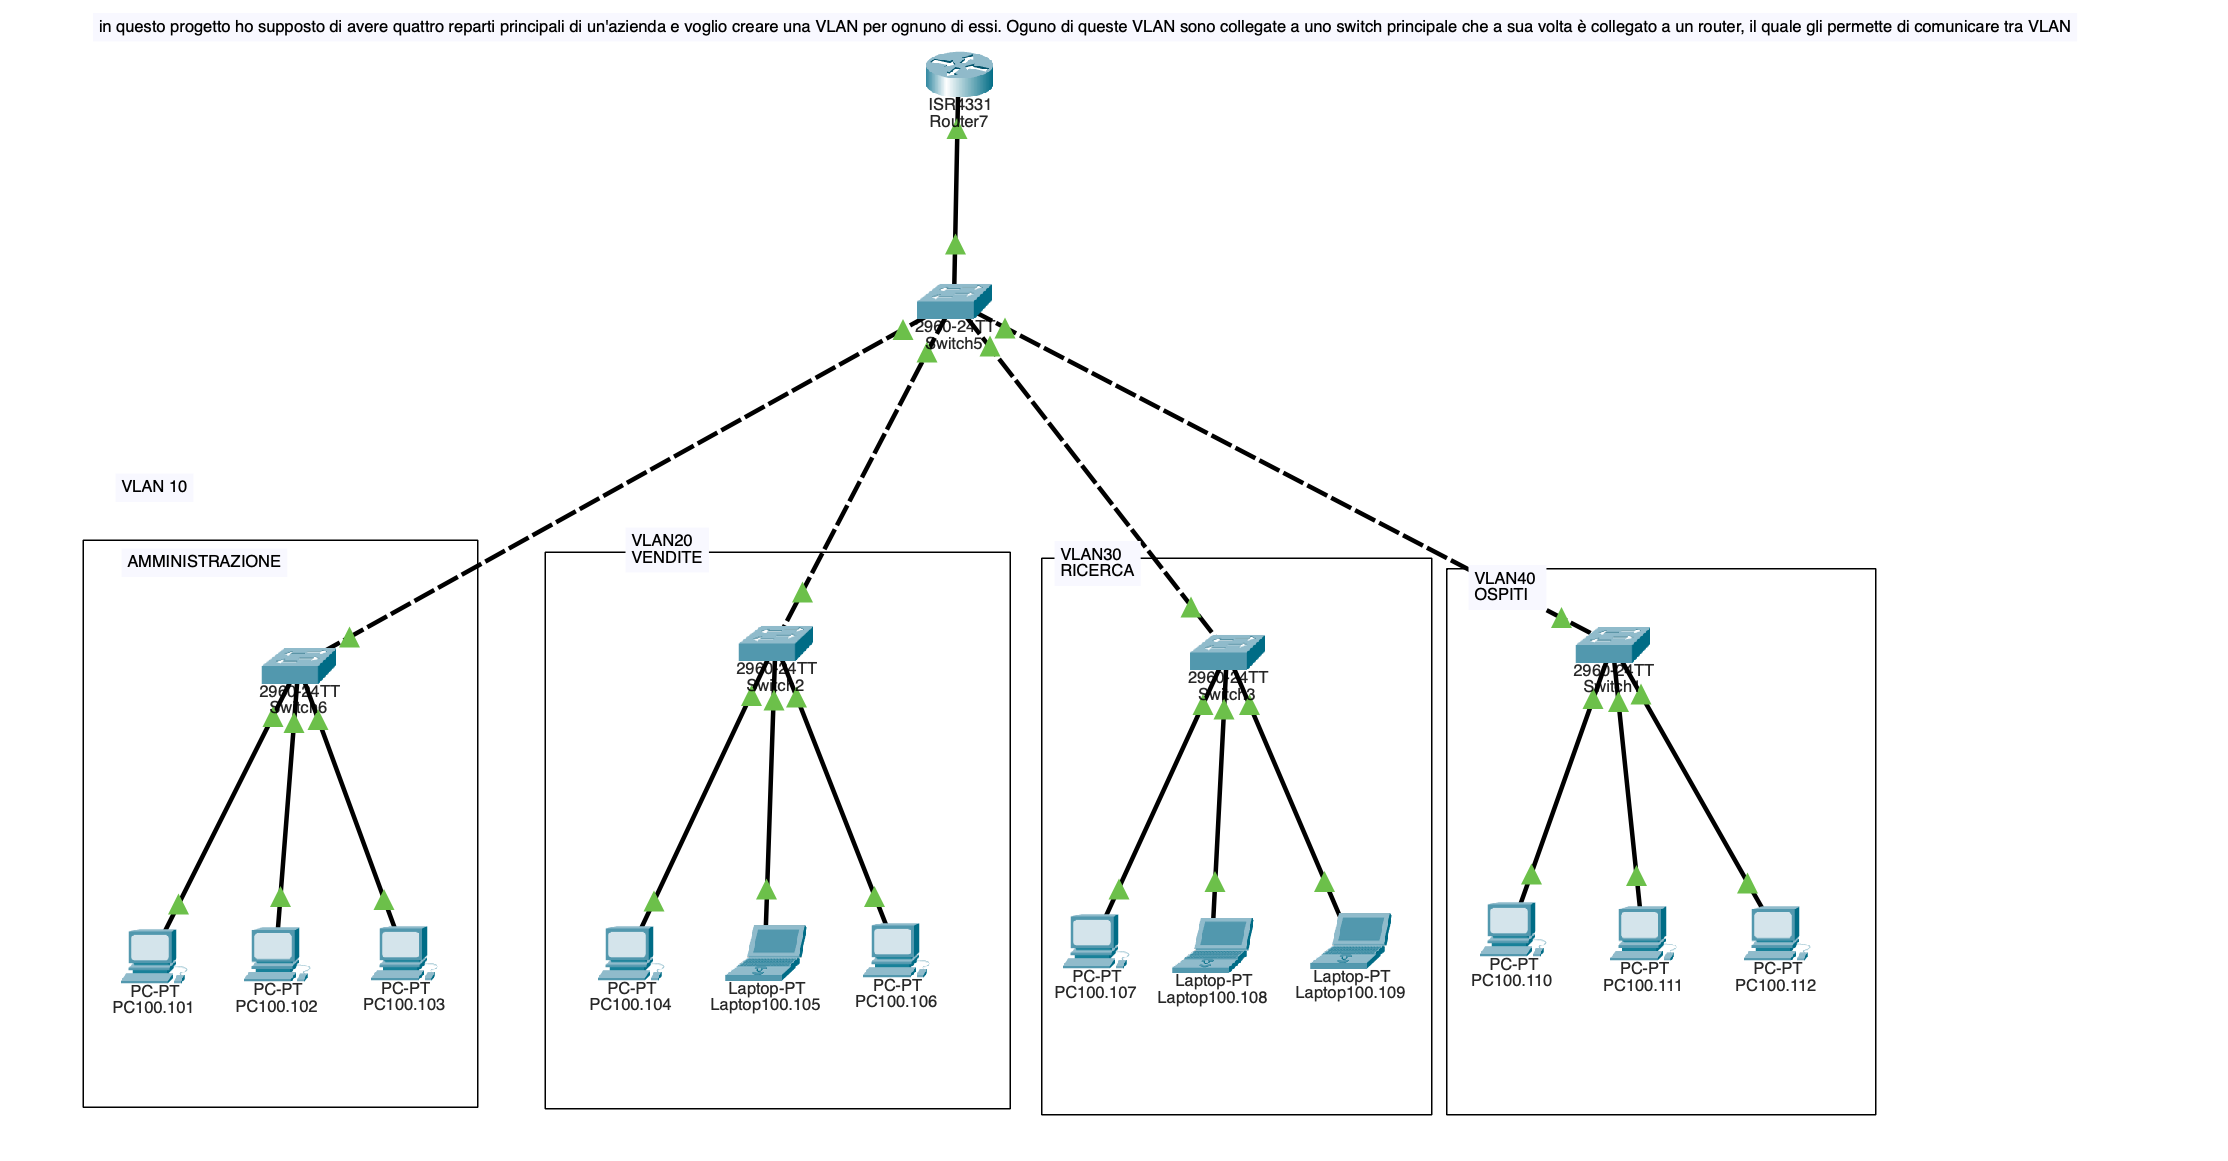 in questo progetto ho supposto di avere quattro reparti principali di un'azienda e voglio creare una VLAN per ognuno di essi. Oguno di queste VLAN sono collegate a uno switch principale che a sua volta è collegato a un router, il quale gli permette di comunicare tra VLAN
ISR4331
Router7
2960-24TT
Switch5
VLAN 10
AMMINISTRAZIONE
2960-24TT
Switch6
PC-PT
PC100.101
PC-PT
PC100.102
PC-PT
PC100.103
VLAN20
VENDITE
2960-24TT
Switch2
PC-PT
PC100.104
Laptop-PT
Laptop100.105
PC-PT
PC100.106
VLAN30
RICERCA
2960-24TT
Switch3
PC-PT
PC100.107
Laptop-PT
Laptop100.108
Laptop-PT
Laptop100.109
VLAN40
OSPITI
2960-24TT
Switch1
PC-PT
PC100.110
PC-PT
PC100.111
PC-PT
PC100.112